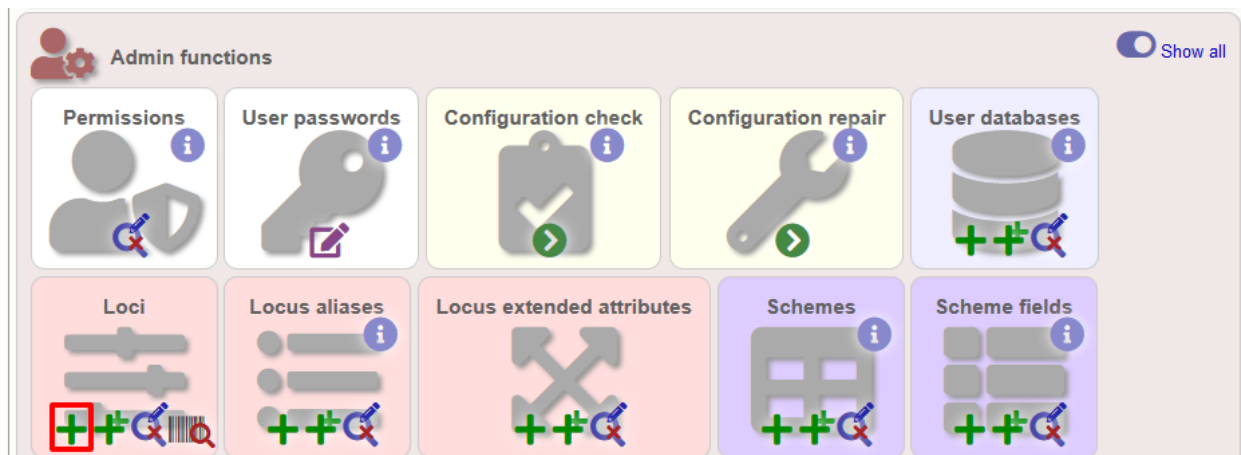 Admin functions
Show all
Permissions
User passwords
Configuration check
Configuration repair
User databases
Loci
Locus aliases
Locus extended attributes
Schemes
Scheme fields